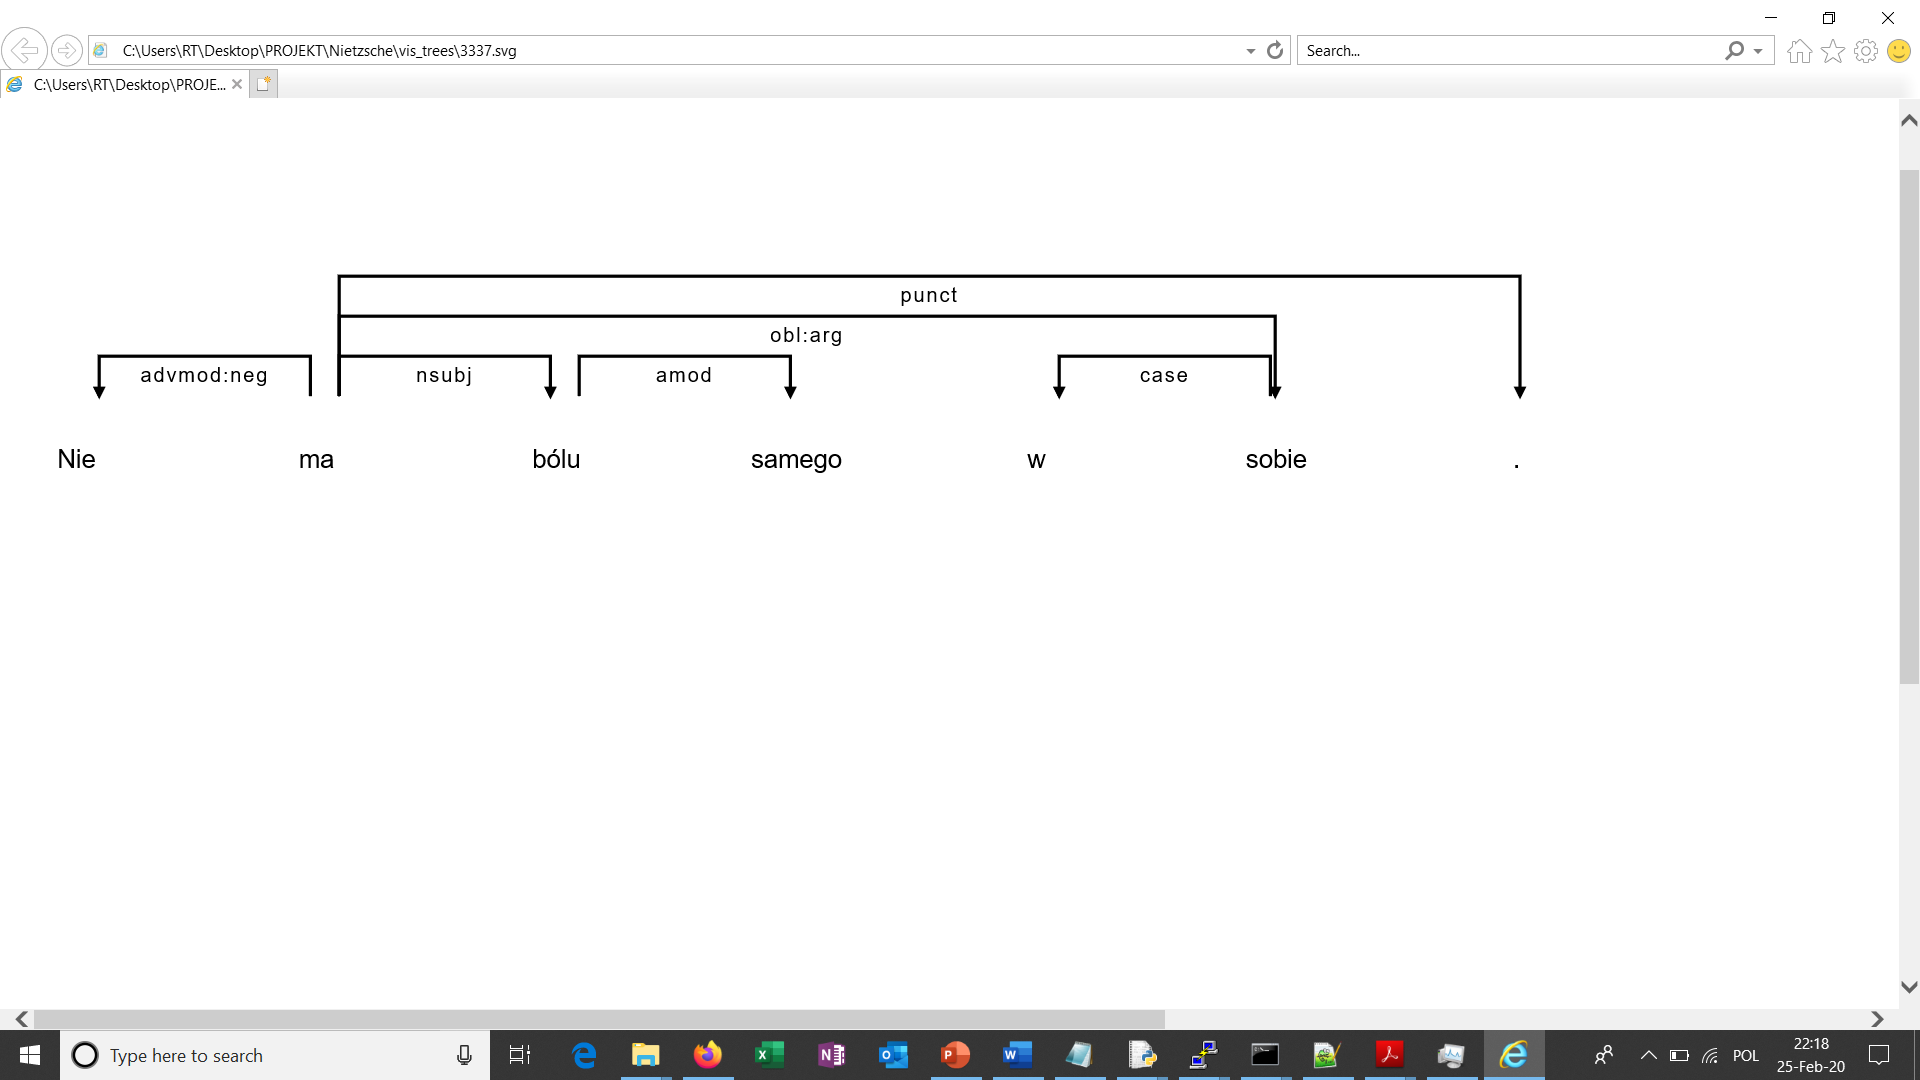 C:\Users\RT\Desktop\PROJEKT\Nietzsche\vis_trees\3337.svg
Search...
C:\Users\RT\Desktop\PROJE...
punct
obl:arg
advmod:neg nsubj amod case
Nie ma bólu samego w sobie .
Type here to search
POL
22:18
25-Feb-20